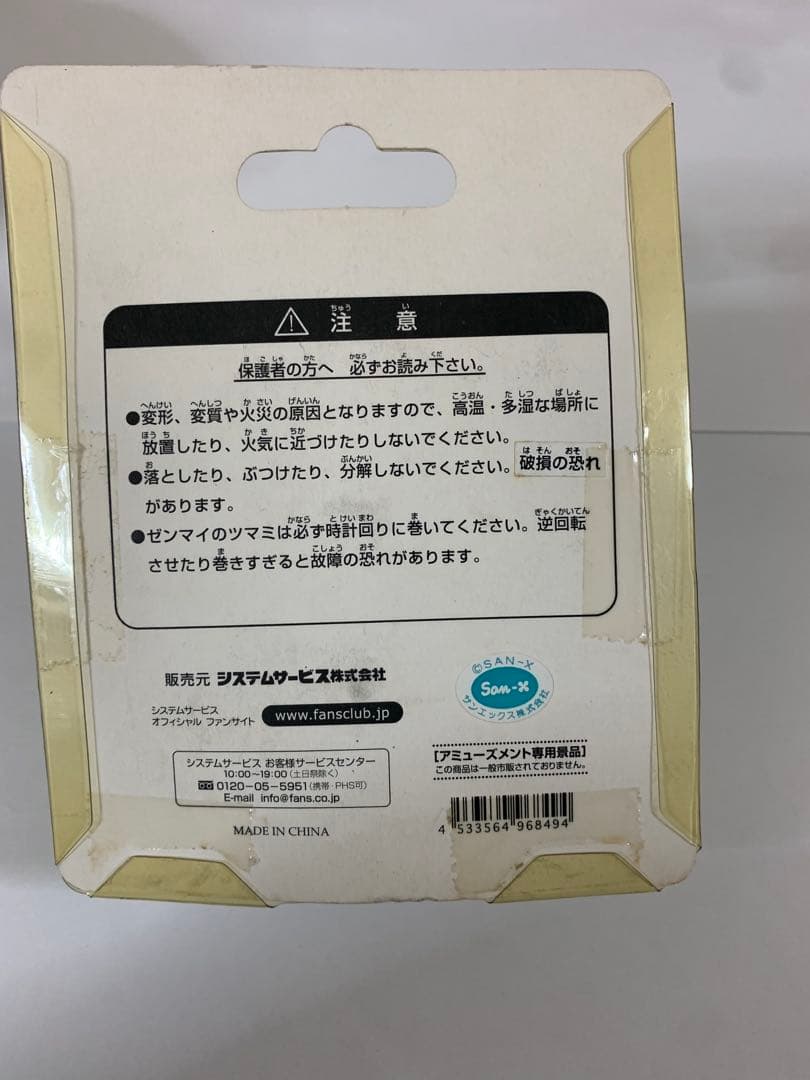 ⚠ 注意
保護者の方へ 必ずお読み下さい。
●変形、変質や火災の原因となりますので、高温・多湿な場所に
放置したり、火気に近づけたりしないでください。
●落としたり、ぶつけたり、分解しないでください。破損の恐れ
があります。
●ゼンマイのツマミは必ず時計回りに巻いてください。逆回転
させたり巻きすぎると故障の恐れがあります。
販売元 システムサービス株式会社
システムサービス
オフィシャル ファンサイト
www.fansclub.jp
©SAN-X
San-X
サンエックス株式会社
システムサービス お客様サービスセンター
10:00~19:00(土日祭除く)
0120-05-5951(携帯・PHS可)
E-mail info@fans.co.jp
MADE IN CHINA
[アミューズメント専用景品]
この商品は一般市販されておりません。
4 533564 968494